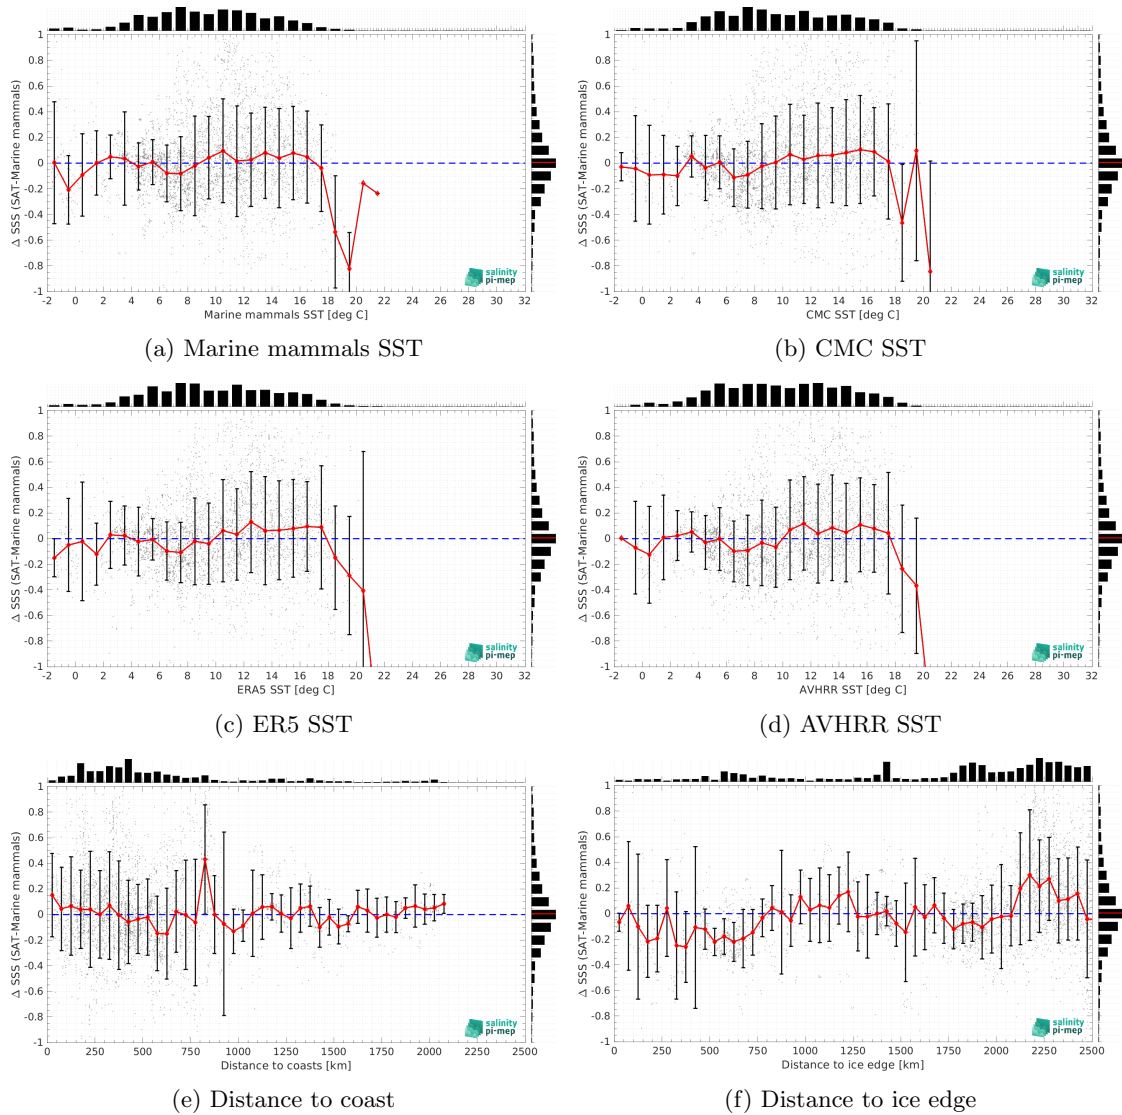 1
0.8
0.6
0.4
0.2
0
-0.2
-0.4
-0.6
-0.8
-1
Δ SSS (SAT-Marine mammals)
-2 0 2 4 6 8 10 12 14 16 18 20 22 24 26 28 30 32
Marine mammals SST [deg C]
salinity
pi-mep
(a) Marine mammals SST
1
0.8
0.6
0.4
0.2
0
-0.2
-0.4
-0.6
-0.8
-1
Δ SSS (SAT-Marine mammals)
-2 0 2 4 6 8 10 12 14 16 18 20 22 24 26 28 30 32
CMC SST [deg C]
salinity
pi-mep
(b) CMC SST
1
0.8
0.6
0.4
0.2
0
-0.2
-0.4
-0.6
-0.8
-1
Δ SSS (SAT-Marine mammals)
-2 0 2 4 6 8 10 12 14 16 18 20 22 24 26 28 30 32
ERA5 SST [deg C]
salinity
pi-mep
(c) ER5 SST
1
0.8
0.6
0.4
0.2
0
-0.2
-0.4
-0.6
-0.8
-1
Δ SSS (SAT-Marine mammals)
-2 0 2 4 6 8 10 12 14 16 18 20 22 24 26 28 30 32
AVHRR SST [deg C]
salinity
pi-mep
(d) AVHRR SST
1
0.8
0.6
0.4
0.2
0
-0.2
-0.4
-0.6
-0.8
-1
Δ SSS (SAT-Marine mammals)
0 250 500 750 1000 1250 1500 1750 2000 2250 2500
Distance to coasts [km]
salinity
pi-mep
(e) Distance to coast
1
0.8
0.6
0.4
0.2
0
-0.2
-0.4
-0.6
-0.8
-1
Δ SSS (SAT-Marine mammals)
0 250 500 750 1000 1250 1500 1750 2000 2250 2500
Distance to ice edge [km]
salinity
pi-mep
(f) Distance to ice edge